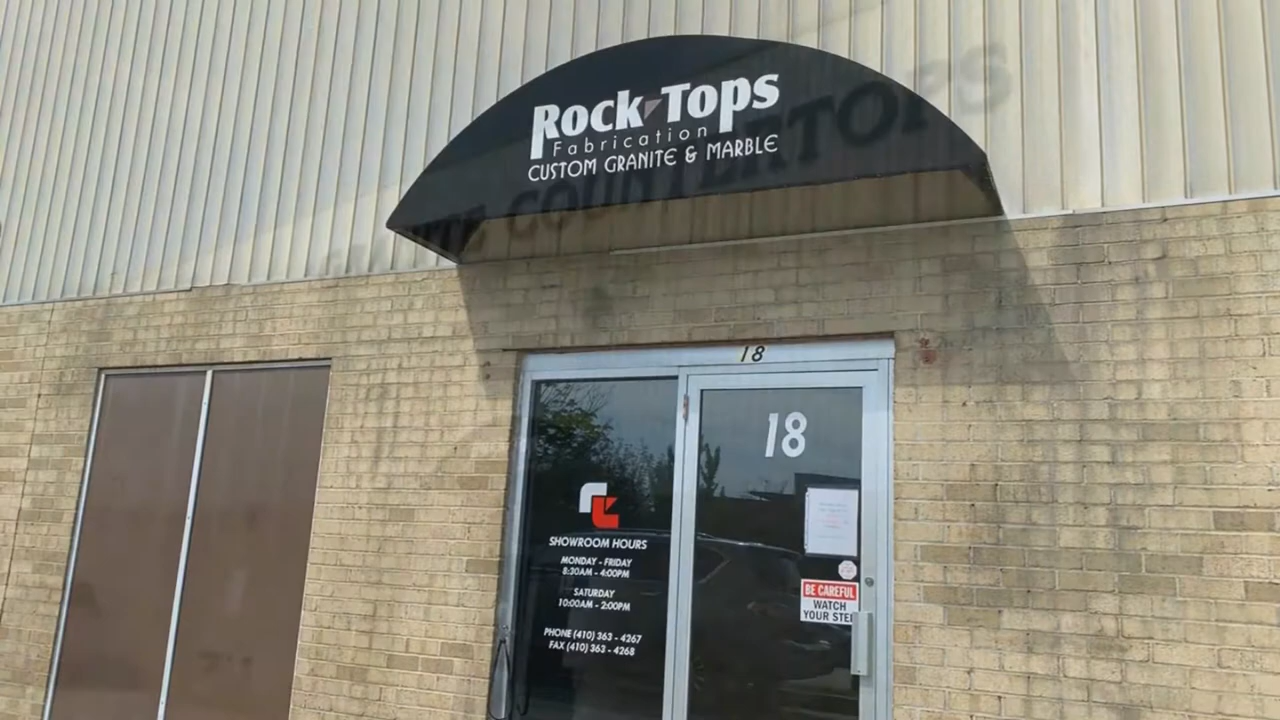 Rock Tops
Fabrication
CUSTOM GRANITE & MARBLE
COUNTERTOPS
18
18
SHOWROOM HOURS
MONDAY - FRIDAY
8:30AM - 4:00PM
SATURDAY
10:00AM - 2:00PM
PHONE (410) 363 - 4267
FAX (410) 363 - 4268
BE CAREFUL
WATCH
YOUR STEP